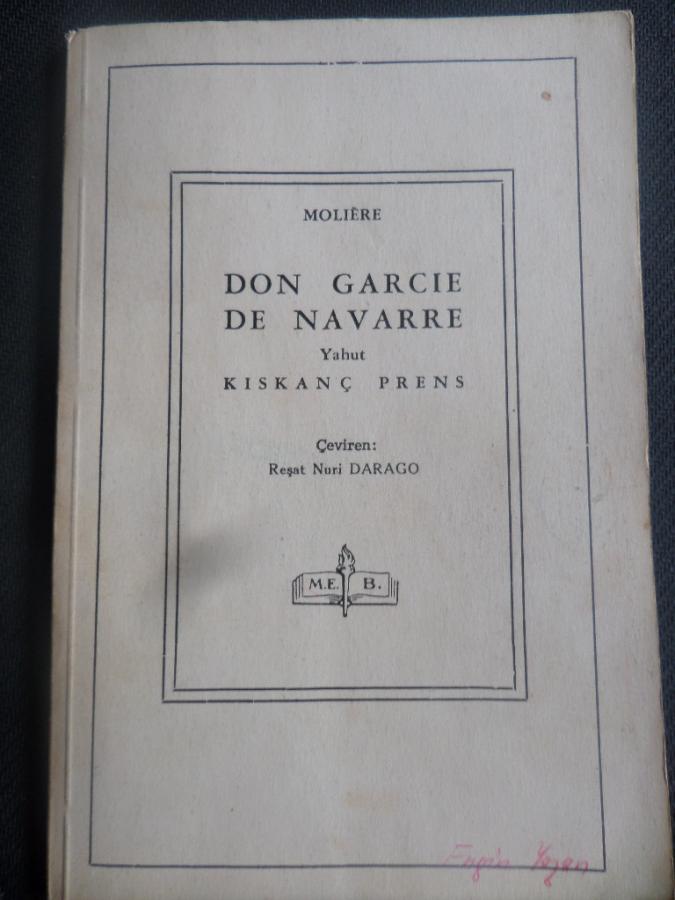 MOLIÈRE
DON GARCIE
DE NAVARRE
Yahut
KISKANÇ PRENS
Çeviren:
Reşat Nuri DARAGO
M.E. B.